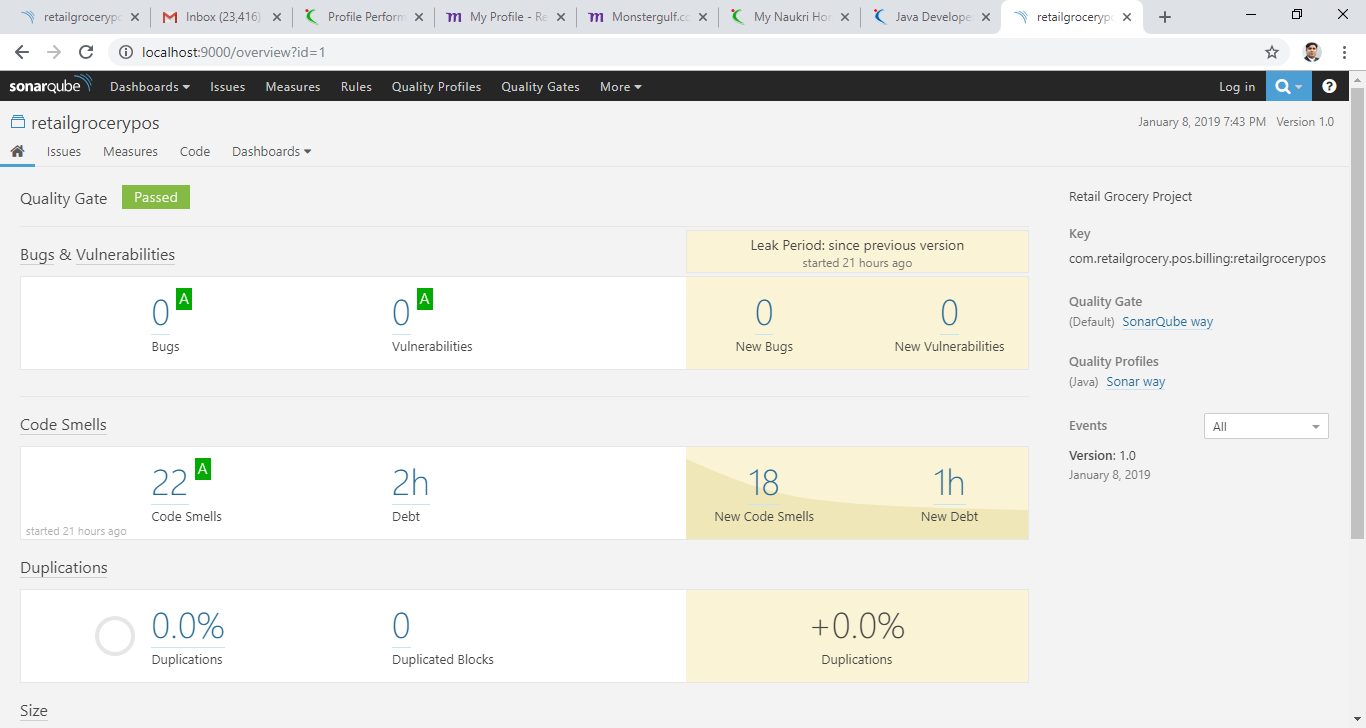 retailgrocerypo
Inbox (23,416)
Profile Perform
My Profile - Re
Monstergulf.co
My Naukri Ho
Java Develope
retailgrocerypo
localhost:9000/overview?id=1
sonarqube Dashboards Issues Measures Rules Quality Profiles Quality Gates More Log in
retailgrocerypos
January 8, 2019 7:43 PM Version 1.0
Issues Measures Code Dashboards
Quality Gate Passed
Bugs & Vulnerabilities
Leak Period: since previous version
started 21 hours ago
0 A 0 A 0 0
Bugs Vulnerabilities New Bugs New Vulnerabilities
Code Smells
22 A 2h 18 1h
Code Smells Debt New Code Smells New Debt
started 21 hours ago
Duplications
0.0% 0 +0.0%
Duplications Duplicated Blocks Duplications
Size
Retail Grocery Project
Key
com.retailgrocery.pos.billing:retailgrocerypos
Quality Gate
(Default) SonarQube way
Quality Profiles
(Java) Sonar way
Events All
Version: 1.0
January 8, 2019